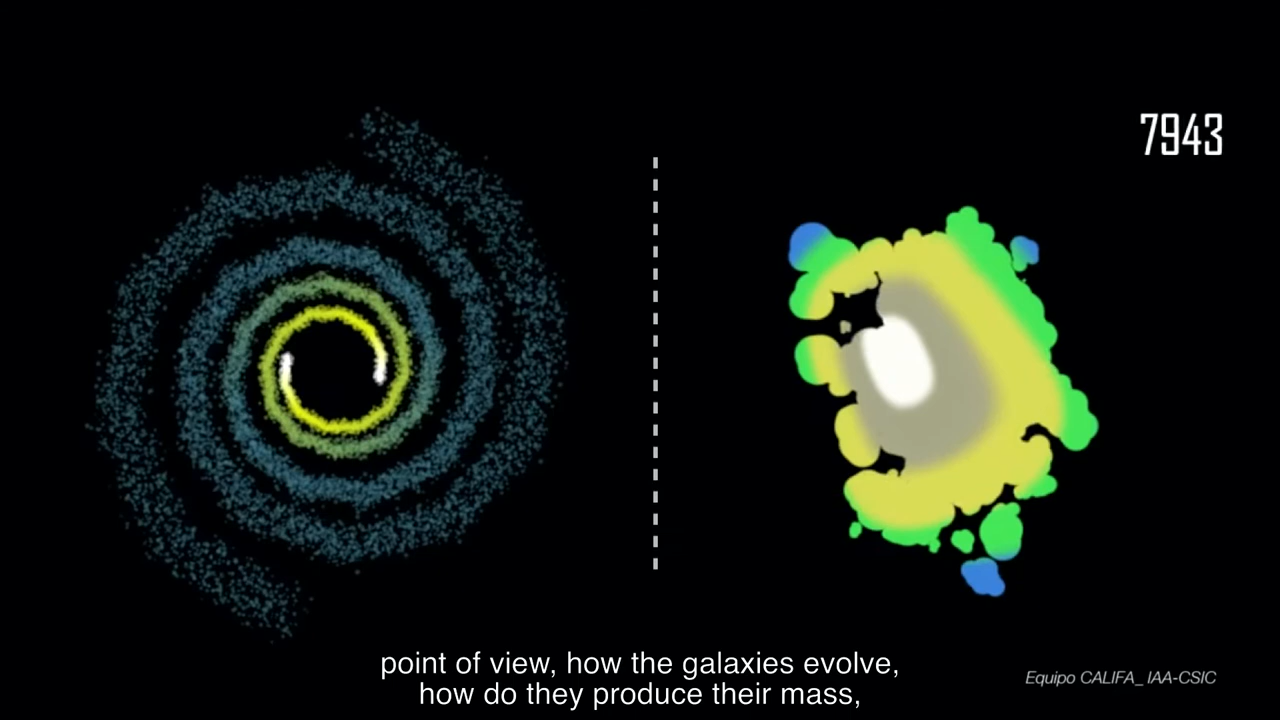 7943
point of view, how the galaxies evolve,
how do they produce their mass,
Equipo CALIFA_ IAA-CSIC